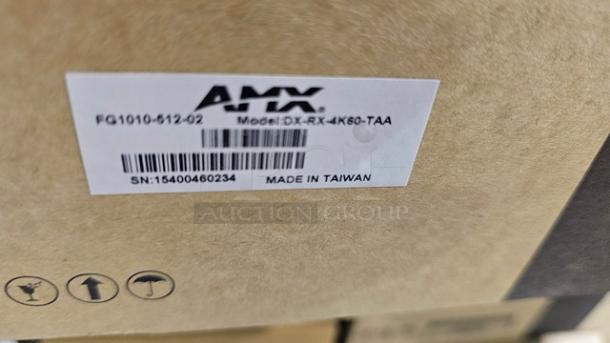 AMX
FG1010-512-02 Model:DX-RX-4K60-TAA
SN:15400460234 MADE IN TAIWAN
AUCTION GROUP